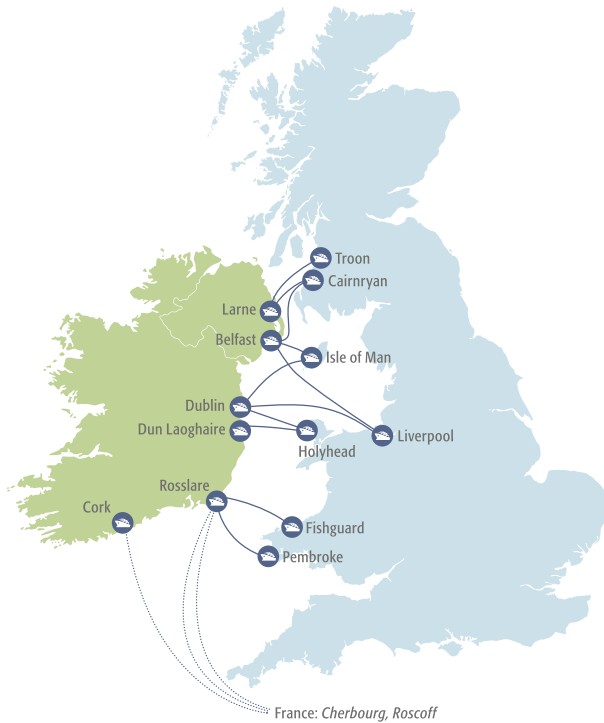 Troon
Cairnryan
Larne
Belfast
Isle of Man
Dublin
Dun Laoghaire
Liverpool
Holyhead
Rosslare
Cork
Fishguard
Pembroke
France: Cherbourg, Roscoff